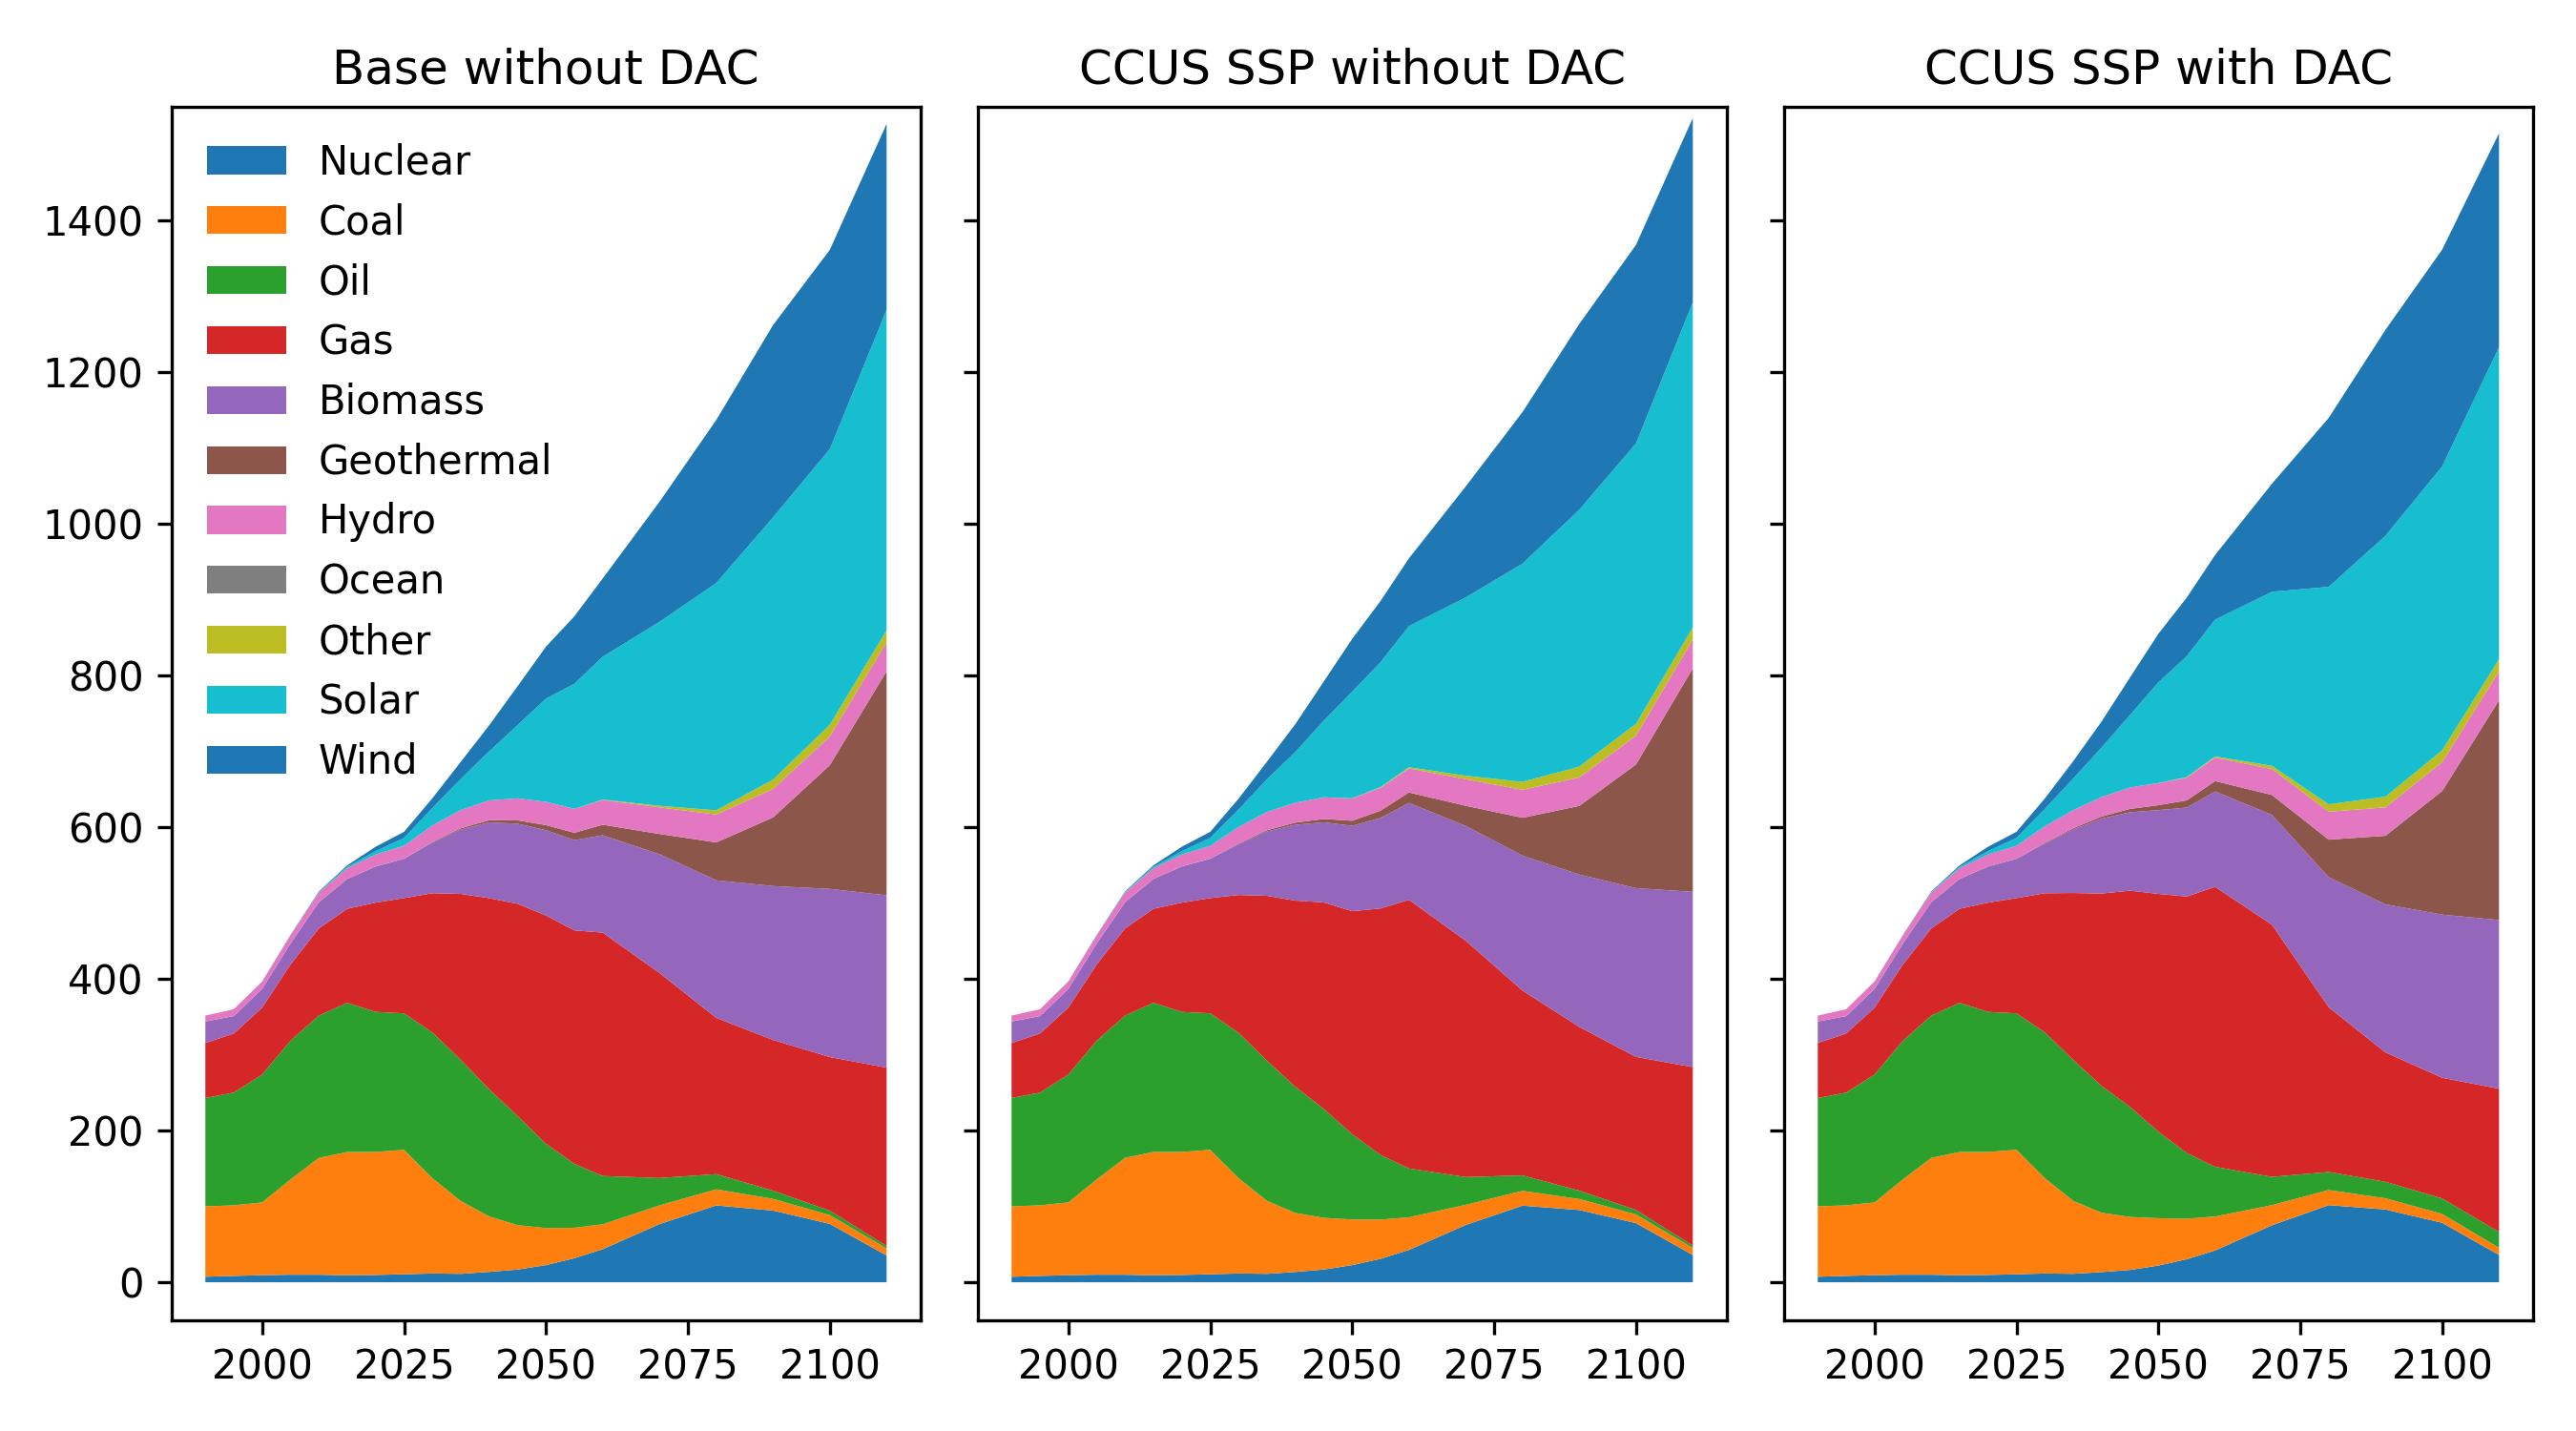 Base without DAC
CCUS SSP without DAC
CCUS SSP with DAC
Nuclear
Coal
Oil
Gas
Biomass
Geothermal
Hydro
Ocean
Other
Solar
Wind
1400
1200
1000
800
600
400
200
0
2000 2025 2050 2075 2100
2000 2025 2050 2075 2100
2000 2025 2050 2075 2100